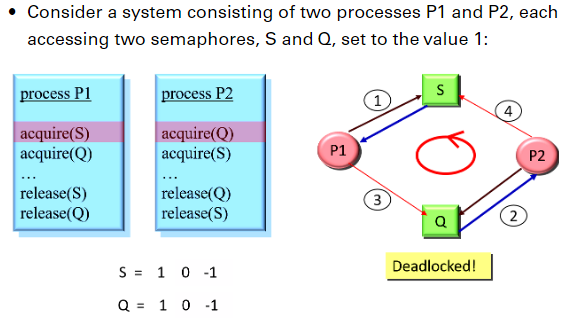 • Consider a system consisting of two processes P1 and P2, each
accessing two semaphores, S and Q, set to the value 1:
process P1
acquire(S)
acquire(Q)
...
release(S)
release(Q)
process P2
acquire(Q)
acquire(S)
...
release(Q)
release(S)
S
1
4
P1
P2
3
2
Q
Deadlocked!
S = 1 0 -1
Q = 1 0 -1